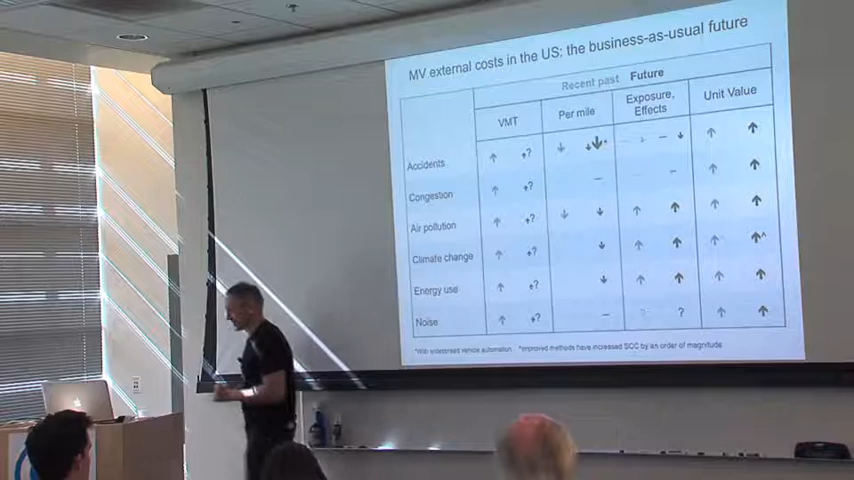 MV external costs in the US: the business-as-usual future
Recent past Future
VMT Per mile Exposure, Effects Unit Value
Accidents
Congestion
Air pollution
Climate change
Energy use
Noise
*With widespread vehicle automation ^Improved methods have increased SCC by an order of magnitude